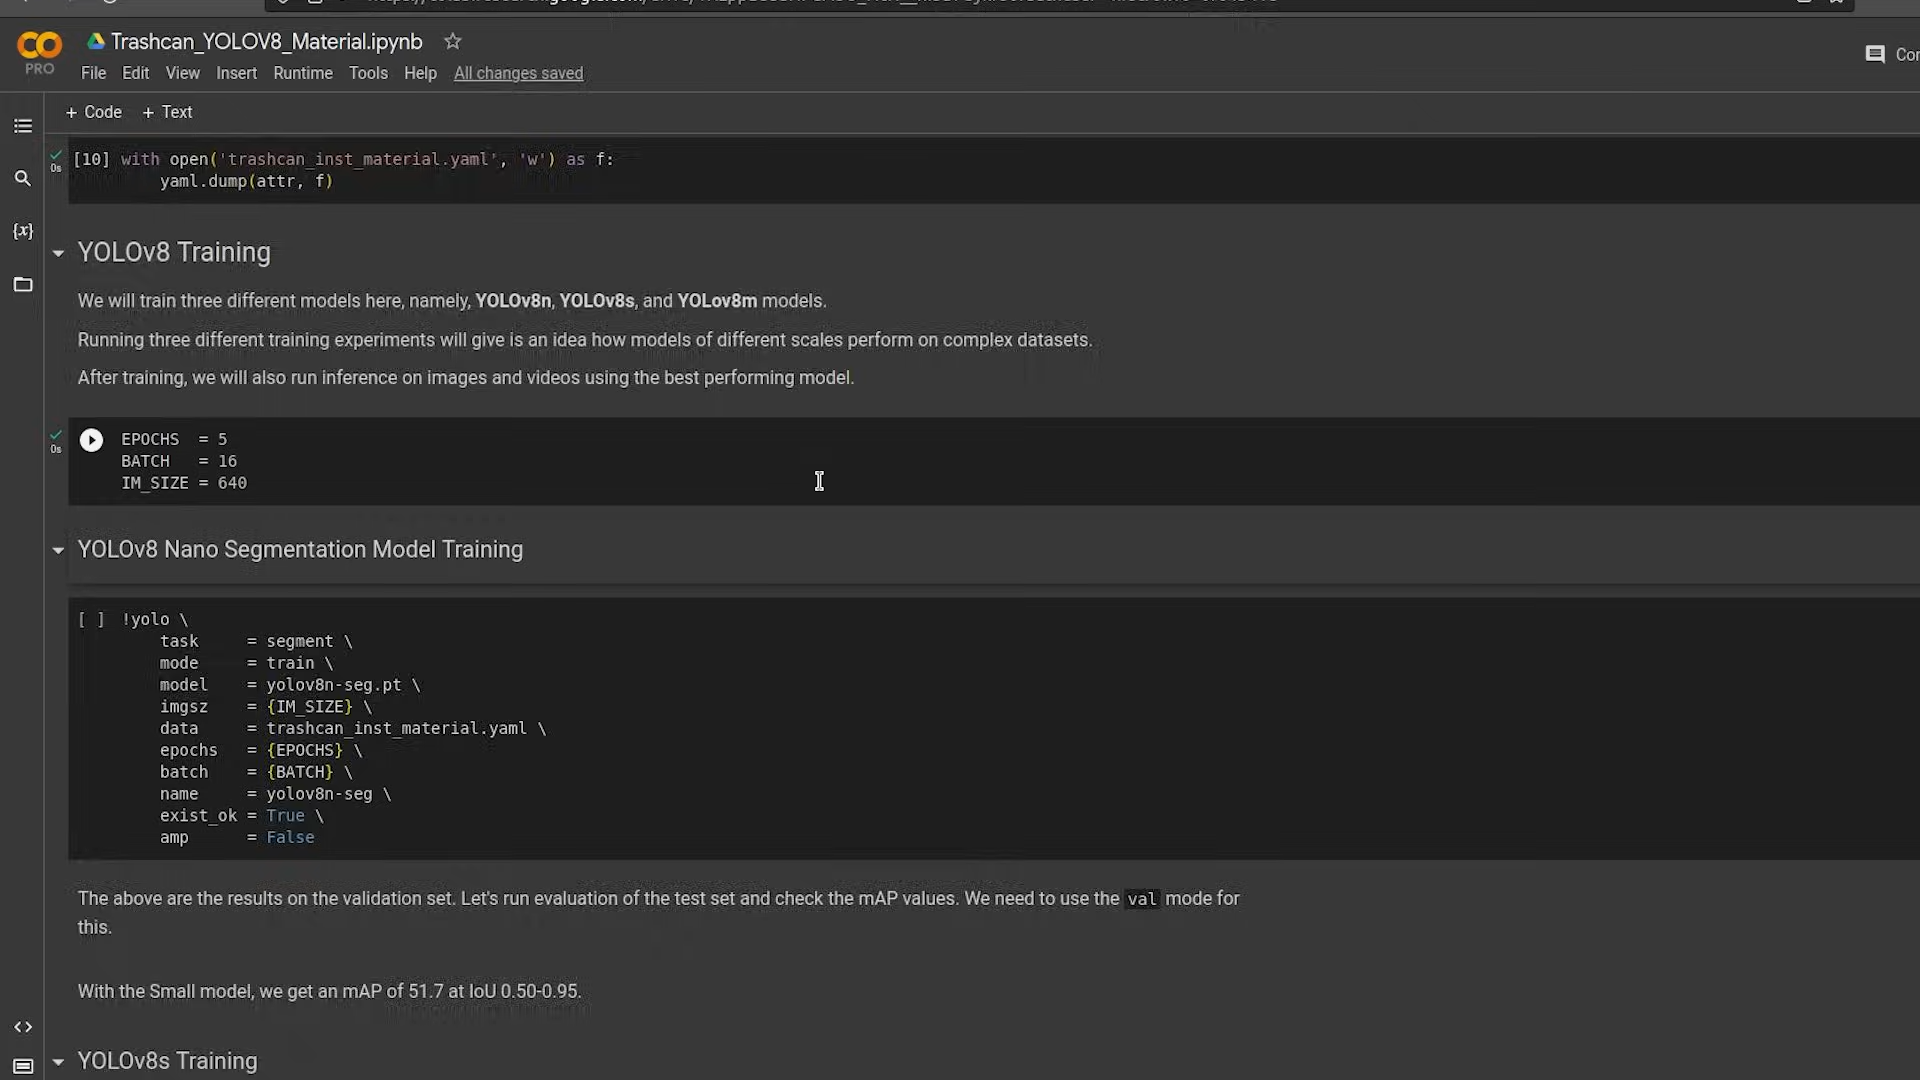 Trashcan_YOLOV8_Material.ipynb
PRO
File Edit View Insert Runtime Tools Help All changes saved
+ Code + Text
[10] with open('trashcan_inst_material.yaml', 'w') as f:
yaml.dump(attr, f)
0s
{x}
YOLOv8 Training
We will train three different models here, namely, YOLOv8n, YOLOv8s, and YOLov8m models.
Running three different training experiments will give is an idea how models of different scales perform on complex datasets.
After training, we will also run inference on images and videos using the best performing model.
0s
EPOCHS = 5
BATCH = 16
IM_SIZE = 640
YOLOv8 Nano Segmentation Model Training
[ ] !yolo \
task = segment \
mode = train \
model = yolov8n-seg.pt \
imgsz = {IM_SIZE} \
data = trashcan_inst_material.yaml \
epochs = {EPOCHS} \
batch = {BATCH} \
name = yolov8n-seg \
exist_ok = True \
amp = False
The above are the results on the validation set. Let's run evaluation of the test set and check the mAP values. We need to use the val mode for
this.
With the Small model, we get an mAP of 51.7 at IoU 0.50-0.95.
YOLOv8s Training